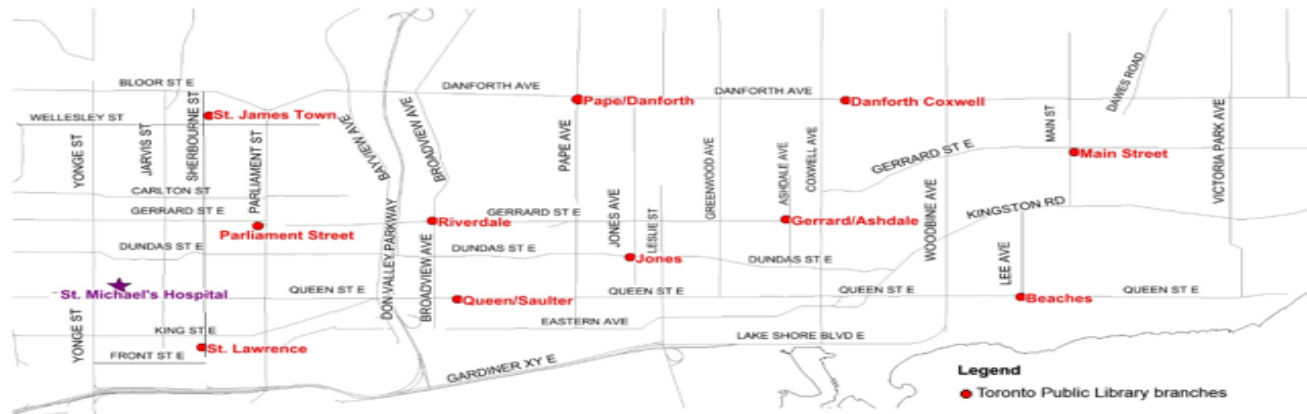 BLOOR ST E
DANFORTH AVE
DANFORTH AVE
Pape/Danforth
Danforth Coxwell
DAWES ROAD
WELLESLEY ST
St. James Town
SHERBOURNE ST
BAYVIEW AVE
BROADVIEW AVE
YONGE ST
JARVIS ST
PARLIAMENT ST
PAPE AVE
GREENWOOD AVE
ASHDALE AVE
COXWELL AVE
GERRARD ST E
MAIN ST
Main Street
VICTORIA PARK AVE
CARLTON ST
GERRARD ST E
Parliament Street
Riverdale
GERRARD ST E
JONES AVE
LESLIE ST
Gerrard/Ashdale
WOODBINE AVE
KINGSTON RD
DUNDAS ST E
DON VALLEY PARKWAY
BROADVIEW AVE
DUNDAS ST E
Jones
DUNDAS ST E
LEE AVE
St. Michael's Hospital
QUEEN ST E
Queen/Saulter
QUEEN ST E
QUEEN ST E
Beaches
QUEEN ST E
YONGE ST
KING ST E
EASTERN AVE
LAKE SHORE BLVD E
St. Lawrence
FRONT ST E
GARDINER XY E
Legend
Toronto Public Library branches